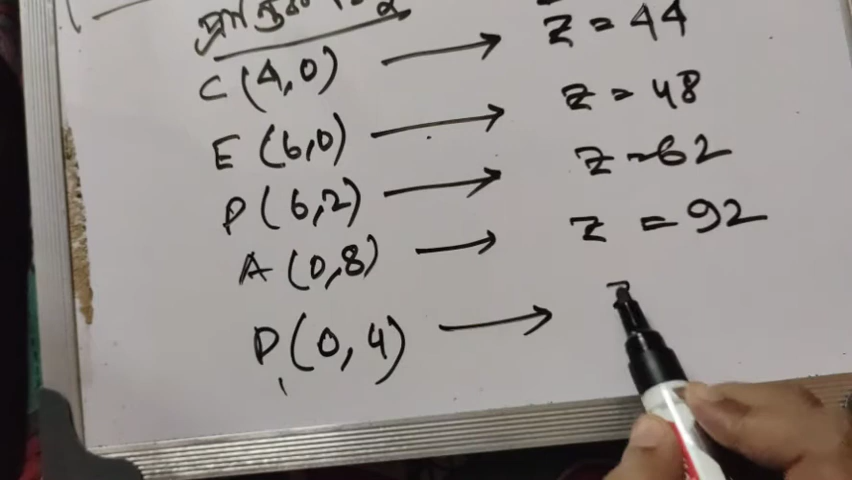 C (4,0) → Z = 44
E (6,0) → Z = 48
P (6,2) → Z = 62
A (0,8) → Z = 92
D (0,4) → Z